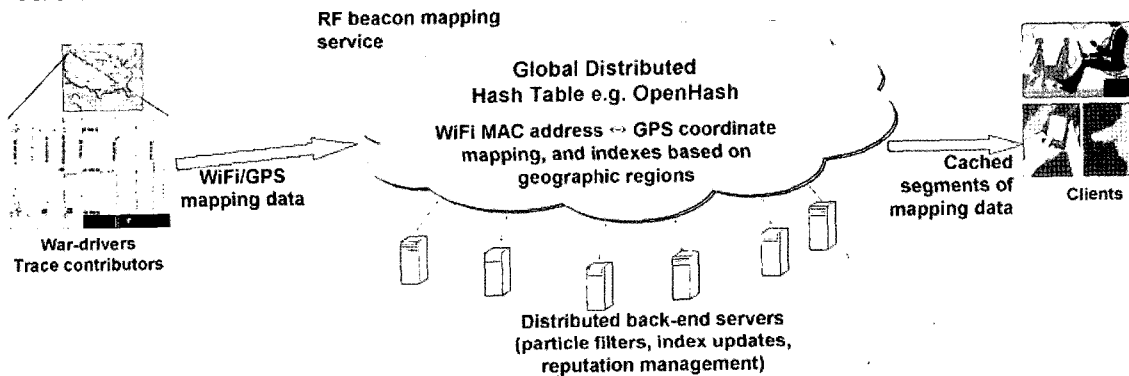 RF beacon mapping
service
Global Distributed
Hash Table e.g. OpenHash
WiFi MAC address ↔ GPS coordinate
mapping, and indexes based on
geographic regions
WiFi/GPS
mapping data
War-drivers
Trace contributors
Cached
segments of
mapping data
Clients
Distributed back-end servers
(particle filters, index updates,
reputation management)